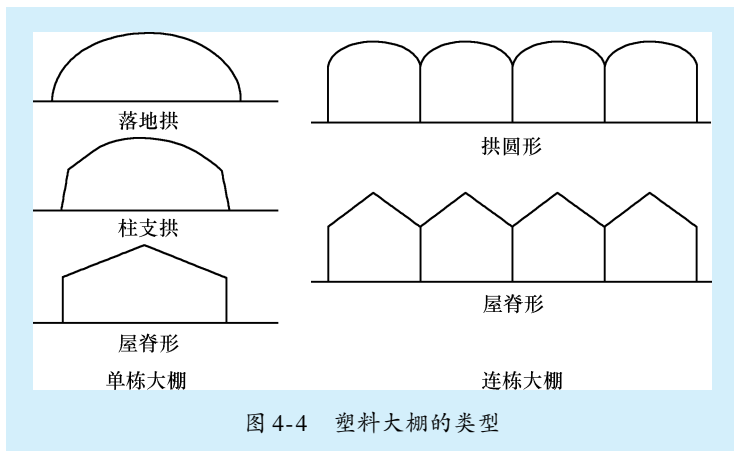 落地拱
柱支拱
屋脊形
单栋大棚
拱圆形
屋脊形
连栋大棚
图 4-4 塑料大棚的类型